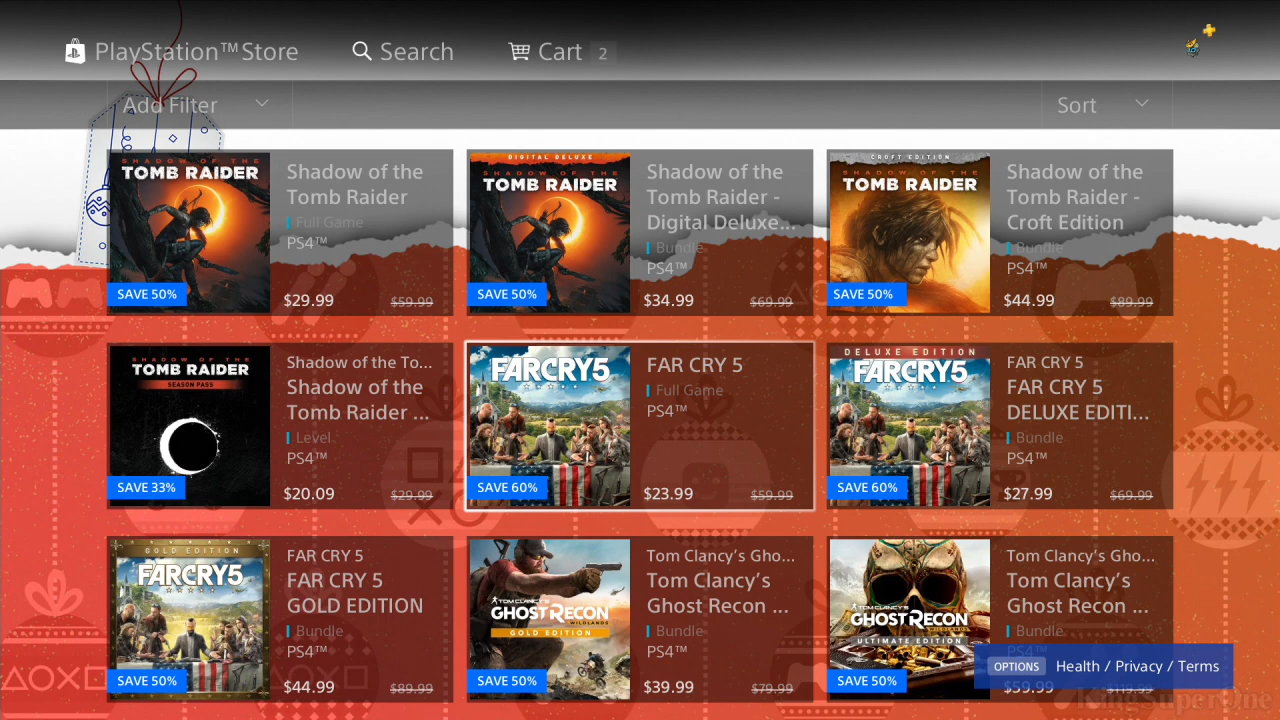 PlayStation™Store
Search
Cart 2
Add Filter
Sort
SHADOW OF THE
TOMB RAIDER
SAVE 50%
Shadow of the
Tomb Raider
Full Game
PS4™
$29.99 $59.99
DIGITAL DELUXE
SHADOW OF THE
TOMB RAIDER
SAVE 50%
Shadow of the
Tomb Raider -
Digital Deluxe...
Bundle
PS4™
$34.99 $69.99
CROFT EDITION
SHADOW OF THE
TOMB RAIDER
SAVE 50%
Shadow of the
Tomb Raider -
Croft Edition
Bundle
PS4™
$44.99 $89.99
SHADOW OF THE
TOMB RAIDER
SEASON PASS
SAVE 33%
Shadow of the To...
Shadow of the
Tomb Raider ...
Level
PS4™
$20.09 $29.99
FARCRY5
SAVE 60%
FAR CRY 5
Full Game
PS4™
$23.99 $59.99
DELUXE EDITION
FARCRY5
SAVE 60%
FAR CRY 5
FAR CRY 5
DELUXE EDITI...
Bundle
PS4™
$27.99 $69.99
GOLD EDITION
FARCRY5
SAVE 50%
FAR CRY 5
FAR CRY 5
GOLD EDITION
Bundle
PS4™
$44.99 $89.99
TOM CLANCY'S
GHOST RECON
WILDLANDS
GOLD EDITION
SAVE 50%
Tom Clancy's Gho...
Tom Clancy's
Ghost Recon ...
Bundle
PS4™
$39.99 $79.99
TOM CLANCY'S
GHOST RECON
WILDLANDS
ULTIMATE EDITION
SAVE 50%
Tom Clancy's Gho...
Tom Clancy's
Ghost Recon ...
Bundle
PS4™
$59.99 $119.99
OPTIONS Health / Privacy / Terms
KingSuperOne